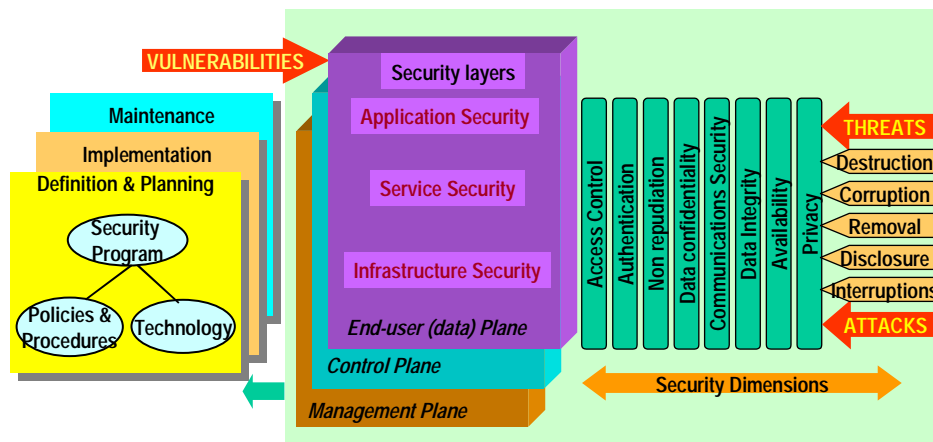 VULNERABILITIES
Security layers
Application Security
Service Security
Infrastructure Security
End-user (data) Plane
Control Plane
Management Plane
Maintenance
Implementation
Definition & Planning
Security
Program
Policies &
Procedures
Technology
Access Control
Authentication
Non repudiation
Data confidentiality
Communications Security
Data Integrity
Availability
Privacy
THREATS
Destruction
Corruption
Removal
Disclosure
Interruptions
ATTACKS
Security Dimensions